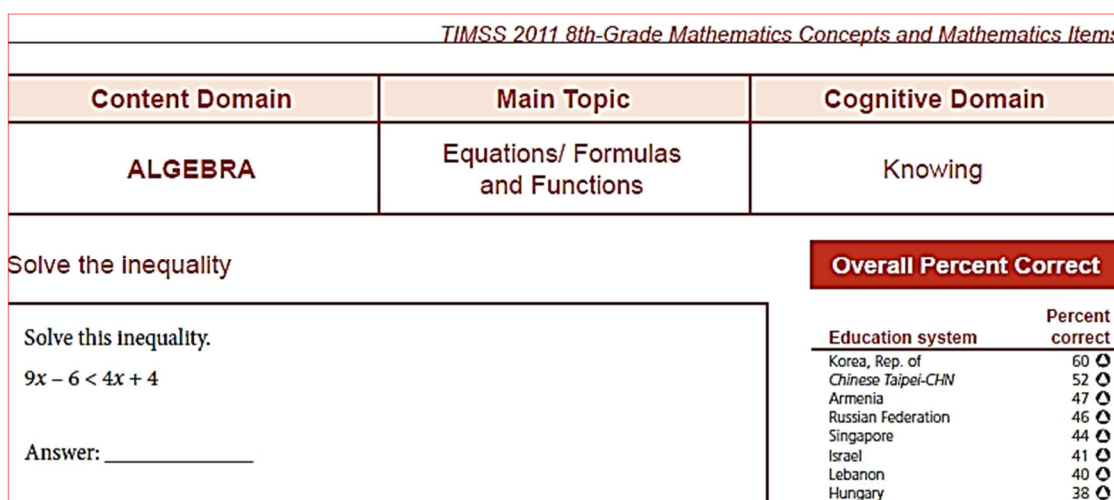 TIMSS 2011 8th-Grade Mathematics Concepts and Mathematics Items
Content Domain
Main Topic
Cognitive Domain
ALGEBRA
Equations/ Formulas
and Functions
Knowing
Solve the inequality
Solve this inequality.
9x – 6 < 4x + 4
Answer: _______________
Overall Percent Correct
Percent
Education system correct
Korea, Rep. of 60
Chinese Taipei-CHN 52
Armenia 47
Russian Federation 46
Singapore 44
Israel 41
Lebanon 40
Hungary 38